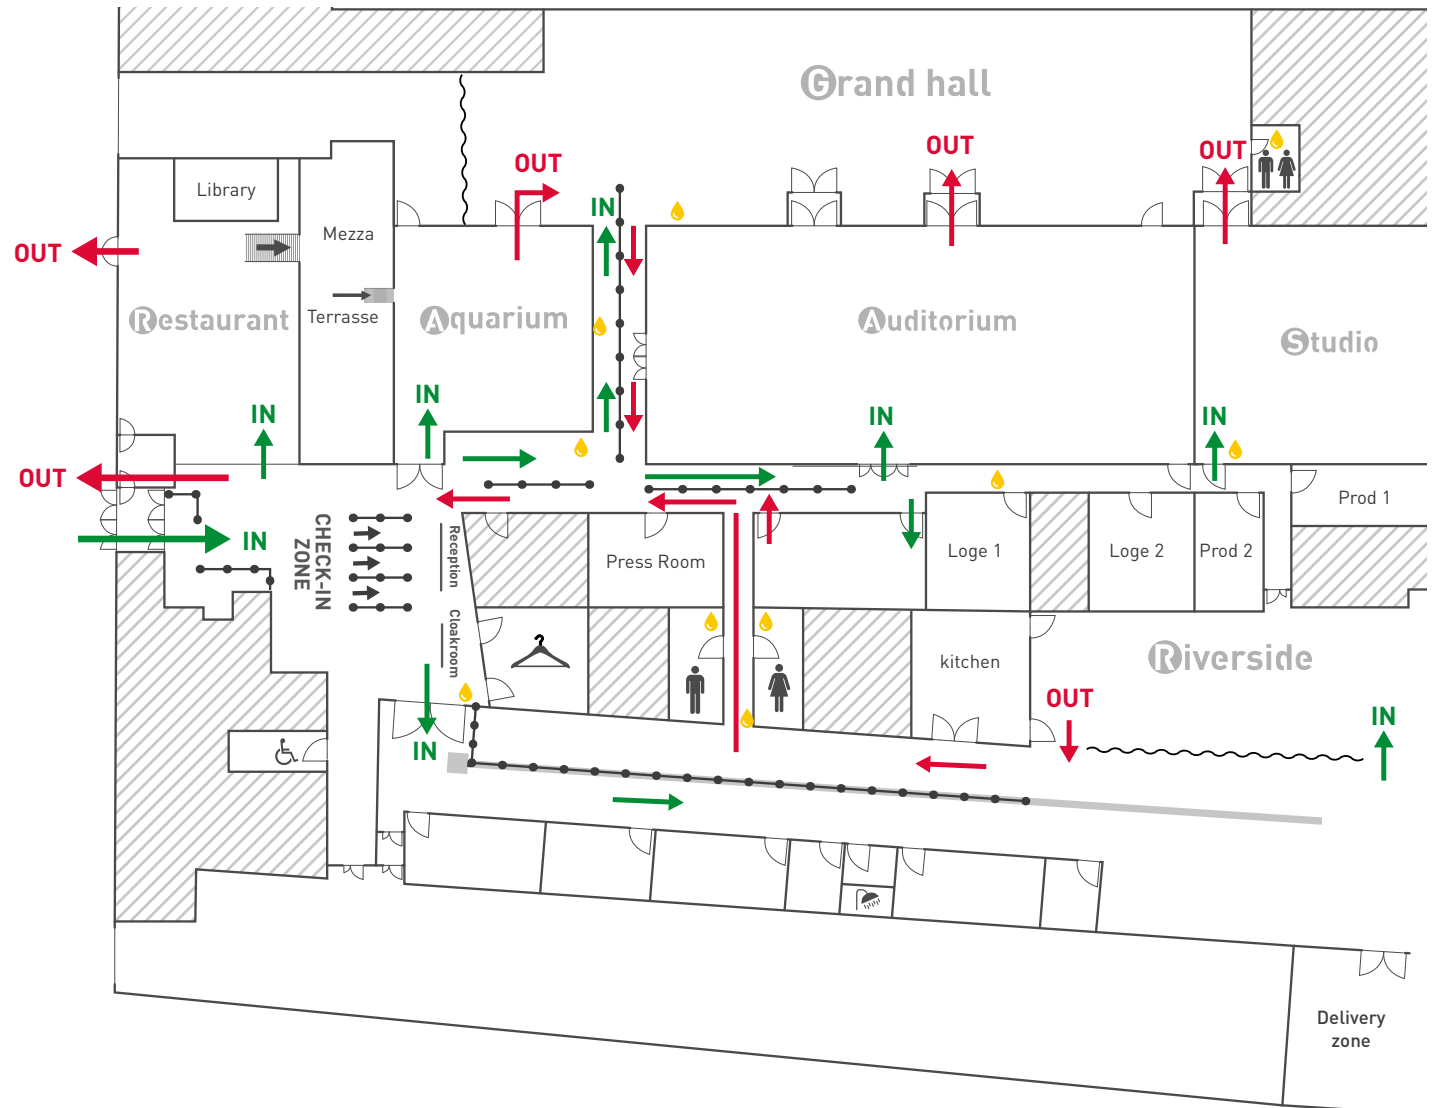 Grand hall
OUT
OUT
OUT
Library
IN
Mezza
OUT
Restaurant
Terrasse
Aquarium
Auditorium
Studio
IN
IN
IN
IN
OUT
Prod 1
IN
CHECK-IN
ZONE
Reception
Press Room
Loge 1
Loge 2
Prod 2
Cloakroom
kitchen
Riverside
OUT
IN
IN
Delivery
zone